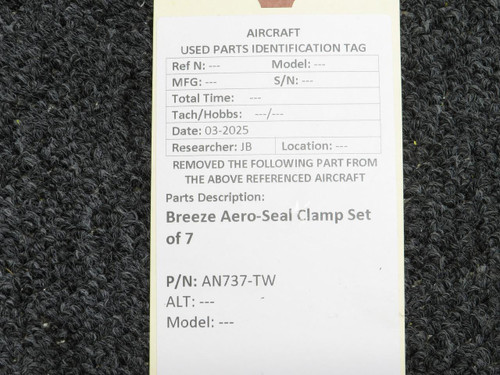 AIRCRAFT
USED PARTS IDENTIFICATION TAG
Ref N: --- Model: ---
MFG: --- S/N: ---
Total Time: ---
Tach/Hobbs: ---/---
Date: 03-2025
Researcher: JB Location: ---
REMOVED THE FOLLOWING PART FROM
THE ABOVE REFERENCED AIRCRAFT
Parts Description:
Breeze Aero-Seal Clamp Set
of 7
P/N: AN737-TW
ALT: ---
Model: ---